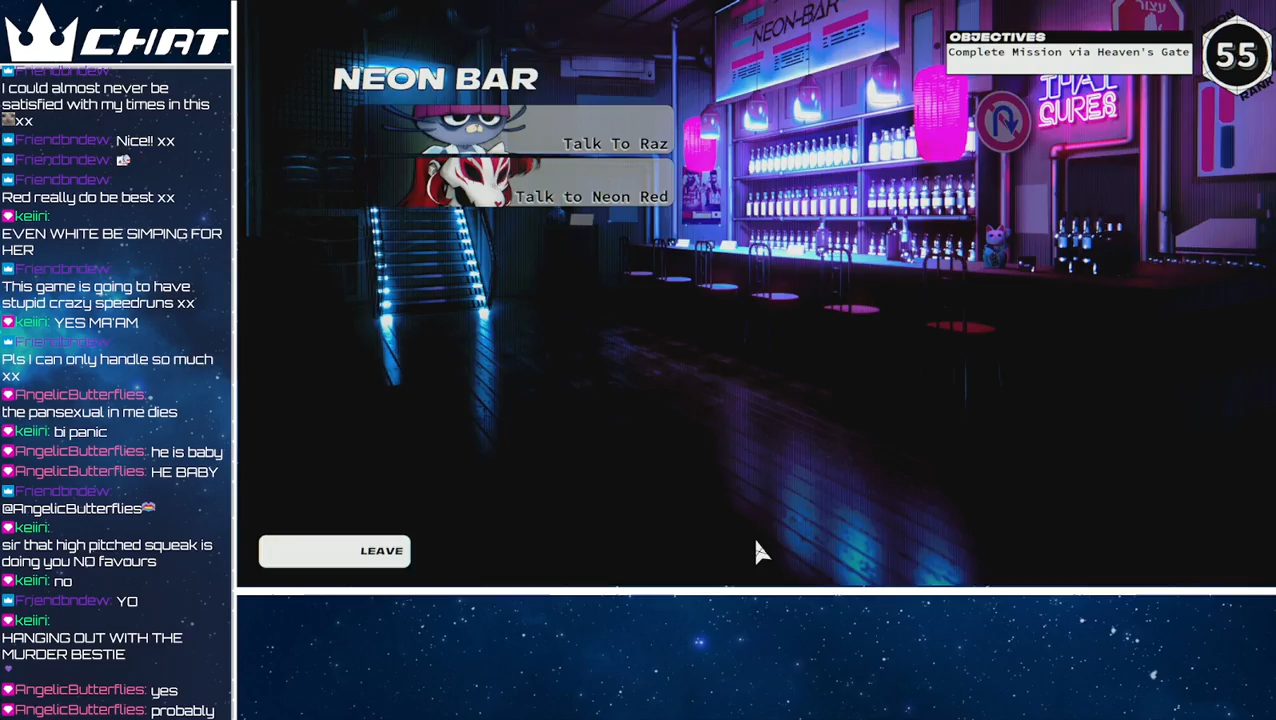 CHAT
Friendbndew:
I could almost never be
satisfied with my times in this
xx
Friendbndew: Nice!! xx
Friendbndew:
Friendbndew:
Red really do be best xx
keiiri:
EVEN WHITE BE SIMPING FOR
HER
Friendbndew:
This game is going to have
stupid crazy speedruns xx
keiiri: YES MA'AM
Friendbndew:
Pls I can only handle so much
xx
AngelicButterflies:
the pansexual in me dies
keiiri: bi panic
AngelicButterflies: he is baby
AngelicButterflies: HE BABY
Friendbndew:
@AngelicButterflies
keiiri:
sir that high pitched squeak is
doing you NO favours
keiiri: no
Friendbndew: YO
keiiri:
HANGING OUT WITH THE
MURDER BESTIE
AngelicButterflies: yes
AngelicButterflies: probably
NEON BAR
Talk To Raz
Talk to Neon Red
LEAVE
NEON-BAR
OBJECTIVES
Complete Mission via Heaven's Gate
55
RANK
עצור
THAT
CURES